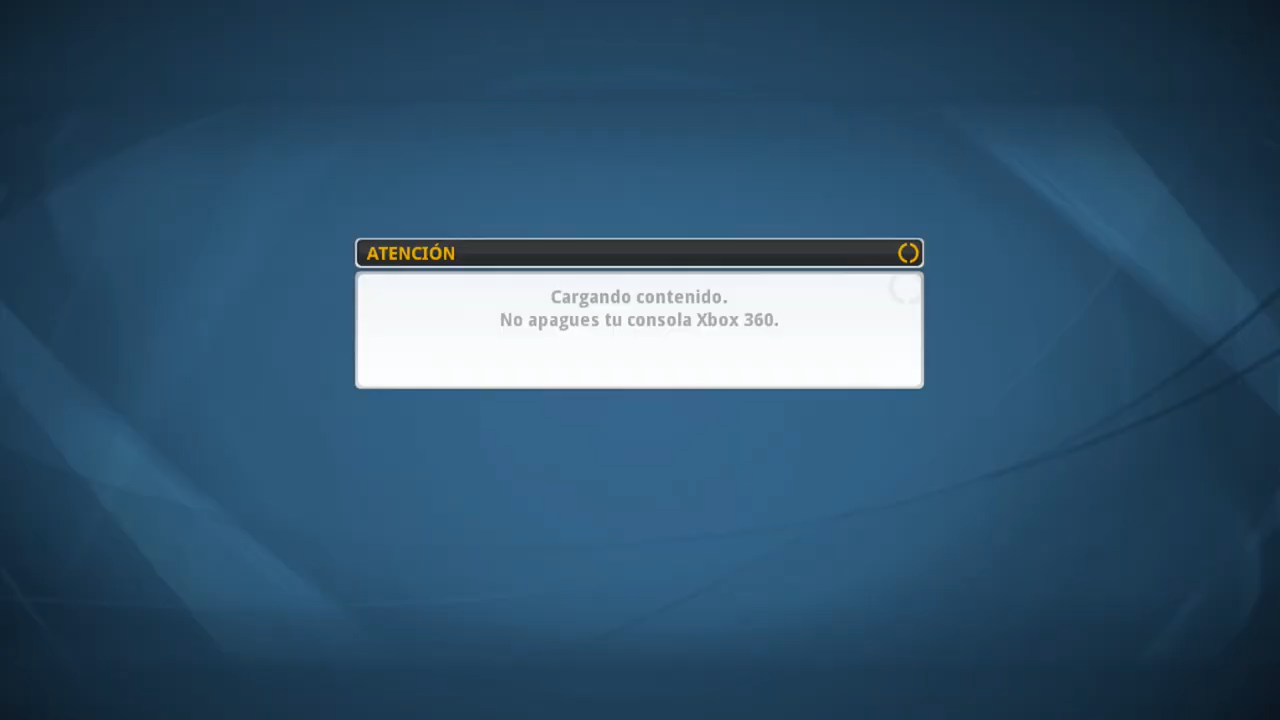 ATENCIÓN
Cargando contenido.
No apagues tu consola Xbox 360.